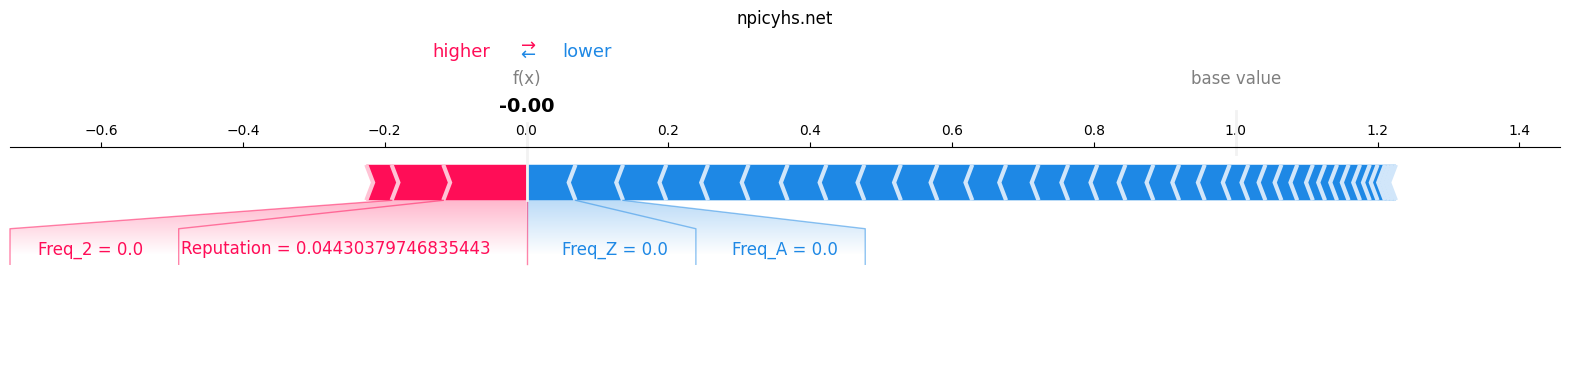 npicyhs.net
higher ⇄ lower
f(x) base value
-0.00
−0.6 −0.4 −0.2 0.0 0.2 0.4 0.6 0.8 1.0 1.2 1.4
Freq_2 = 0.0 Reputation = 0.04430379746835443 Freq_Z = 0.0 Freq_A = 0.0